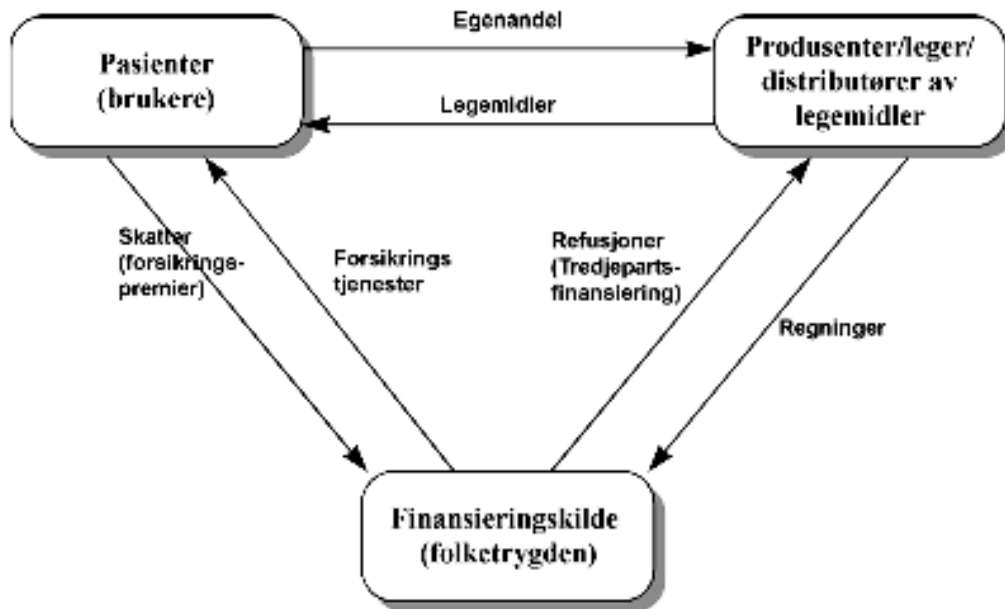 Egenandel
Pasienter
(brukere)
Produsenter/leger/
distributører av
legemidler
Legemidler
Skatter
(forsikrings-
premier)
Forsikrings
tjenester
Refusjoner
(Tredjeparts-
finansiering)
Regninger
Finansieringskilde
(folketrygden)